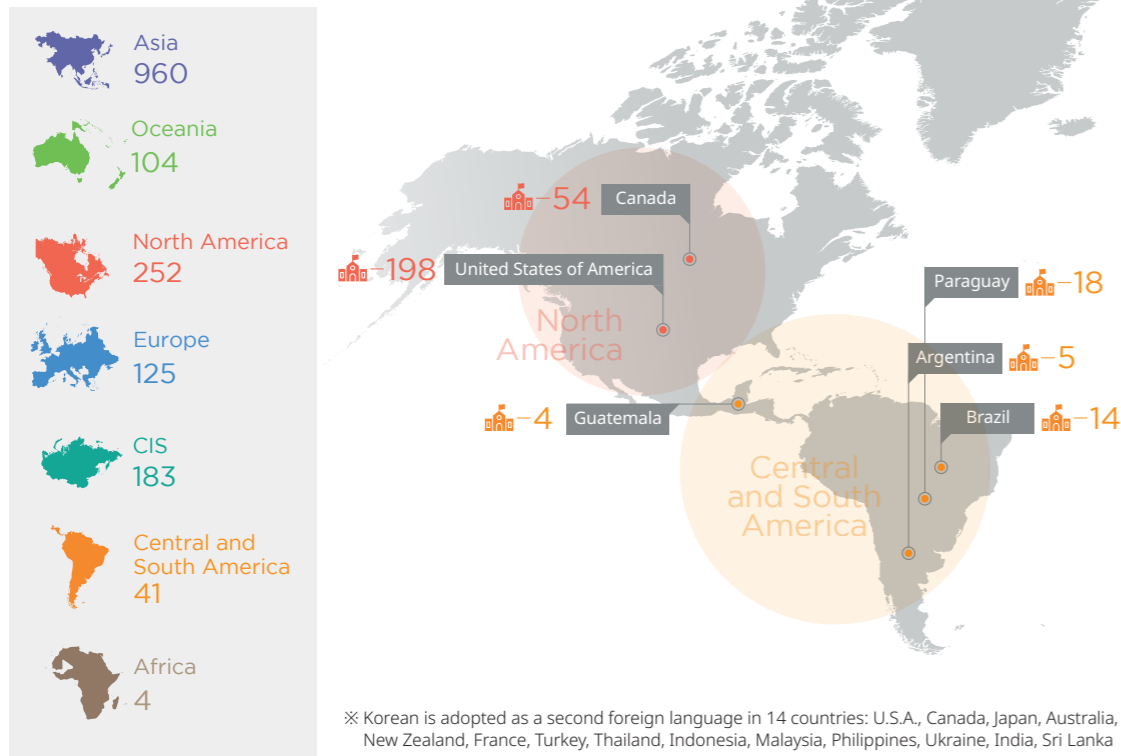 Asia
960
Oceania
104
North America
252
Europe
125
CIS
183
Central and
South America
41
Africa
4
54
Canada
198
United States of America
North
America
Paraguay
18
Argentina
5
4
Guatemala
Brazil
14
Central
and South
America
※ Korean is adopted as a second foreign language in 14 countries: U.S.A., Canada, Japan, Australia,
New Zealand, France, Turkey, Thailand, Indonesia, Malaysia, Philippines, Ukraine, India, Sri Lanka